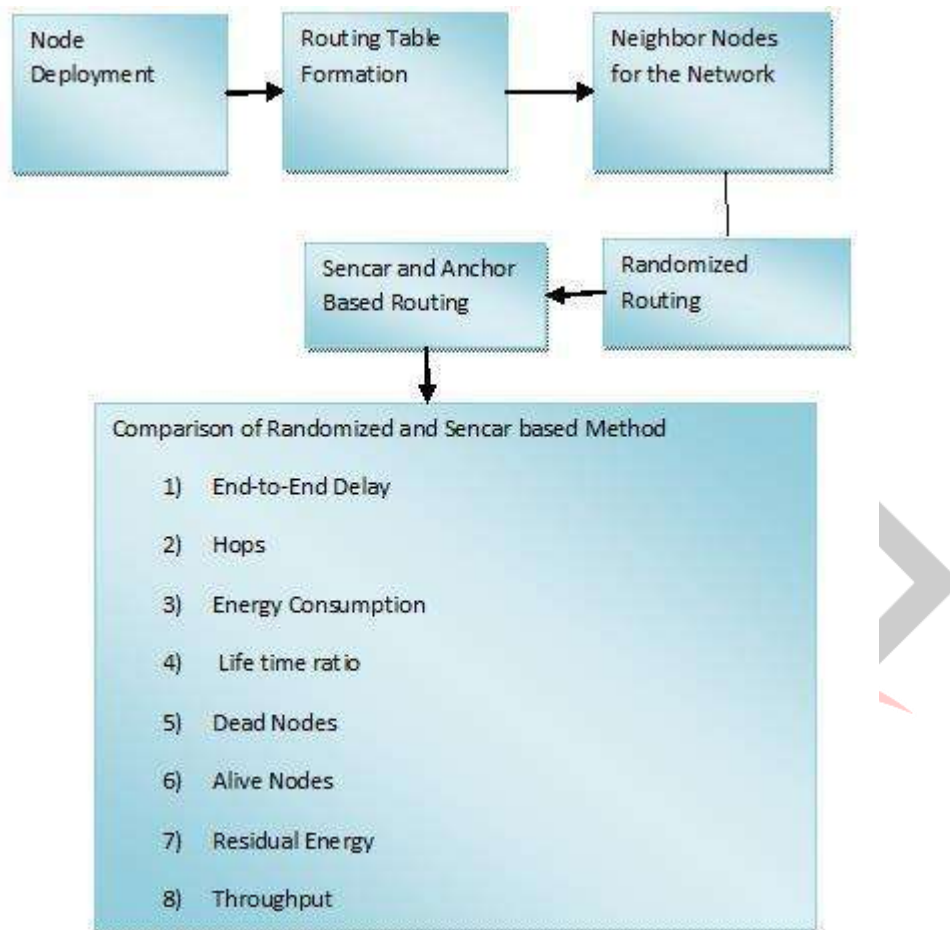 Node
Deployment
Routing Table
Formation
Neighbor Nodes
for the Network
Sencar and Anchor
Based Routing
Randomized
Routing
Comparison of Randomized and Sencar based Method
1) End-to-End Delay
2) Hops
3) Energy Consumption
4) Life time ratio
5) Dead Nodes
6) Alive Nodes
7) Residual Energy
8) Throughput